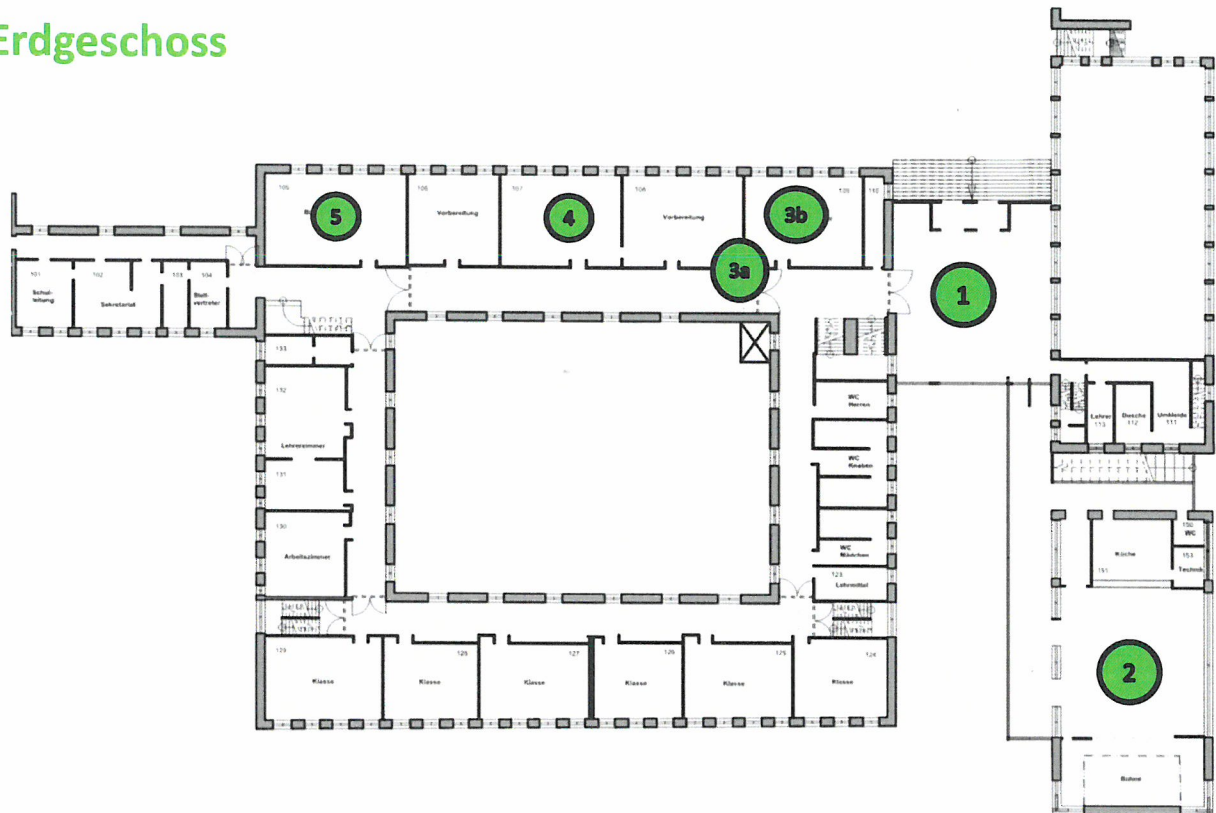 Erdgeschoss
105
106
107
108
109
110
5
Vorbereitung
4
Vorbereitung
3b
3a
1
101
102
103
104
Schul-
leitung
Sekretariat
Stell-
vertreter
133
132
Lehrerzimmer
131
130
Arbeitszimmer
WC
Herren
WC
Knaben
WC
Mädchen
123
Lehrmittel
Lehrer
113
Dusche
112
Umkleide
111
150
WC
Küche
151
153
Technik
2
Bühne
129
Klasse
128
Klasse
127
Klasse
126
Klasse
125
Klasse
124
Klasse